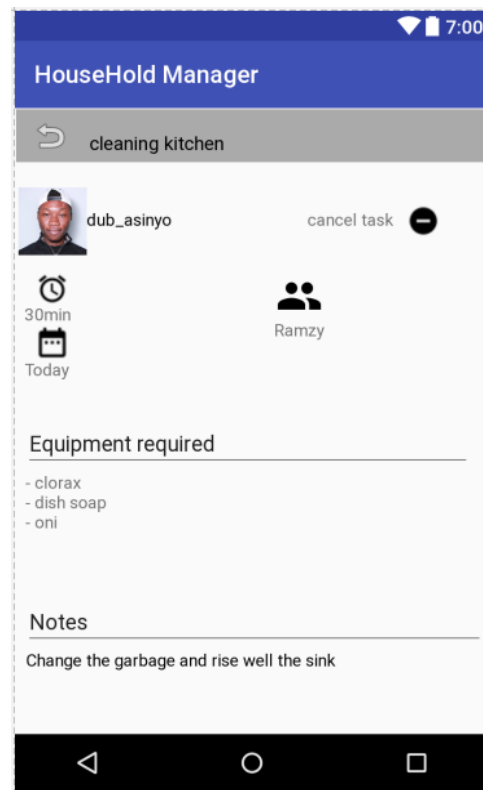 7:00
HouseHold Manager
cleaning kitchen
dub_asinyo
cancel task
30min
Ramzy
Today
Equipment required
- clorax
- dish soap
- oni
Notes
Change the garbage and rise well the sink